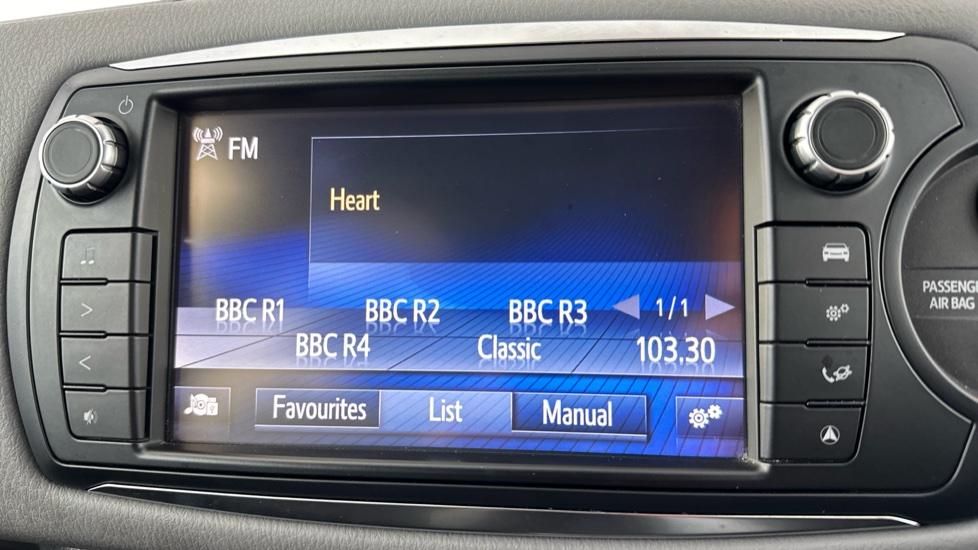 FM
Heart
BBC R1 BBC R2 BBC R3 1/1
BBC R4 Classic 103.30
Favourites List Manual
AIR BAG